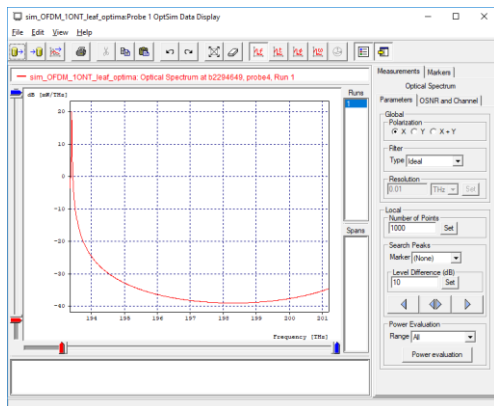 sim_OFDM_1ONT_leaf_optima:Probe 1 OptSim Data Display
File Edit View Help
sim_OFDM_1ONT_leaf_optima: Optical Spectrum at b2294649, probe4, Run 1
dB [mW/THz]
20
10
0
-10
-20
-30
-40
194 195 196 197 198 199 200 201
Frequency [THz]
Runs
1
Spans
Measurements Markers
Optical Spectrum
Parameters OSNR and Channel
Global
Polarization
X Y X+Y
Filter
Type Ideal
Resolution
0.01 THz Set
Local
Number of Points
1000 Set
Search Peaks
Marker (None)
Level Difference (dB)
10 Set
Power Evaluation
Range All
Power evaluation